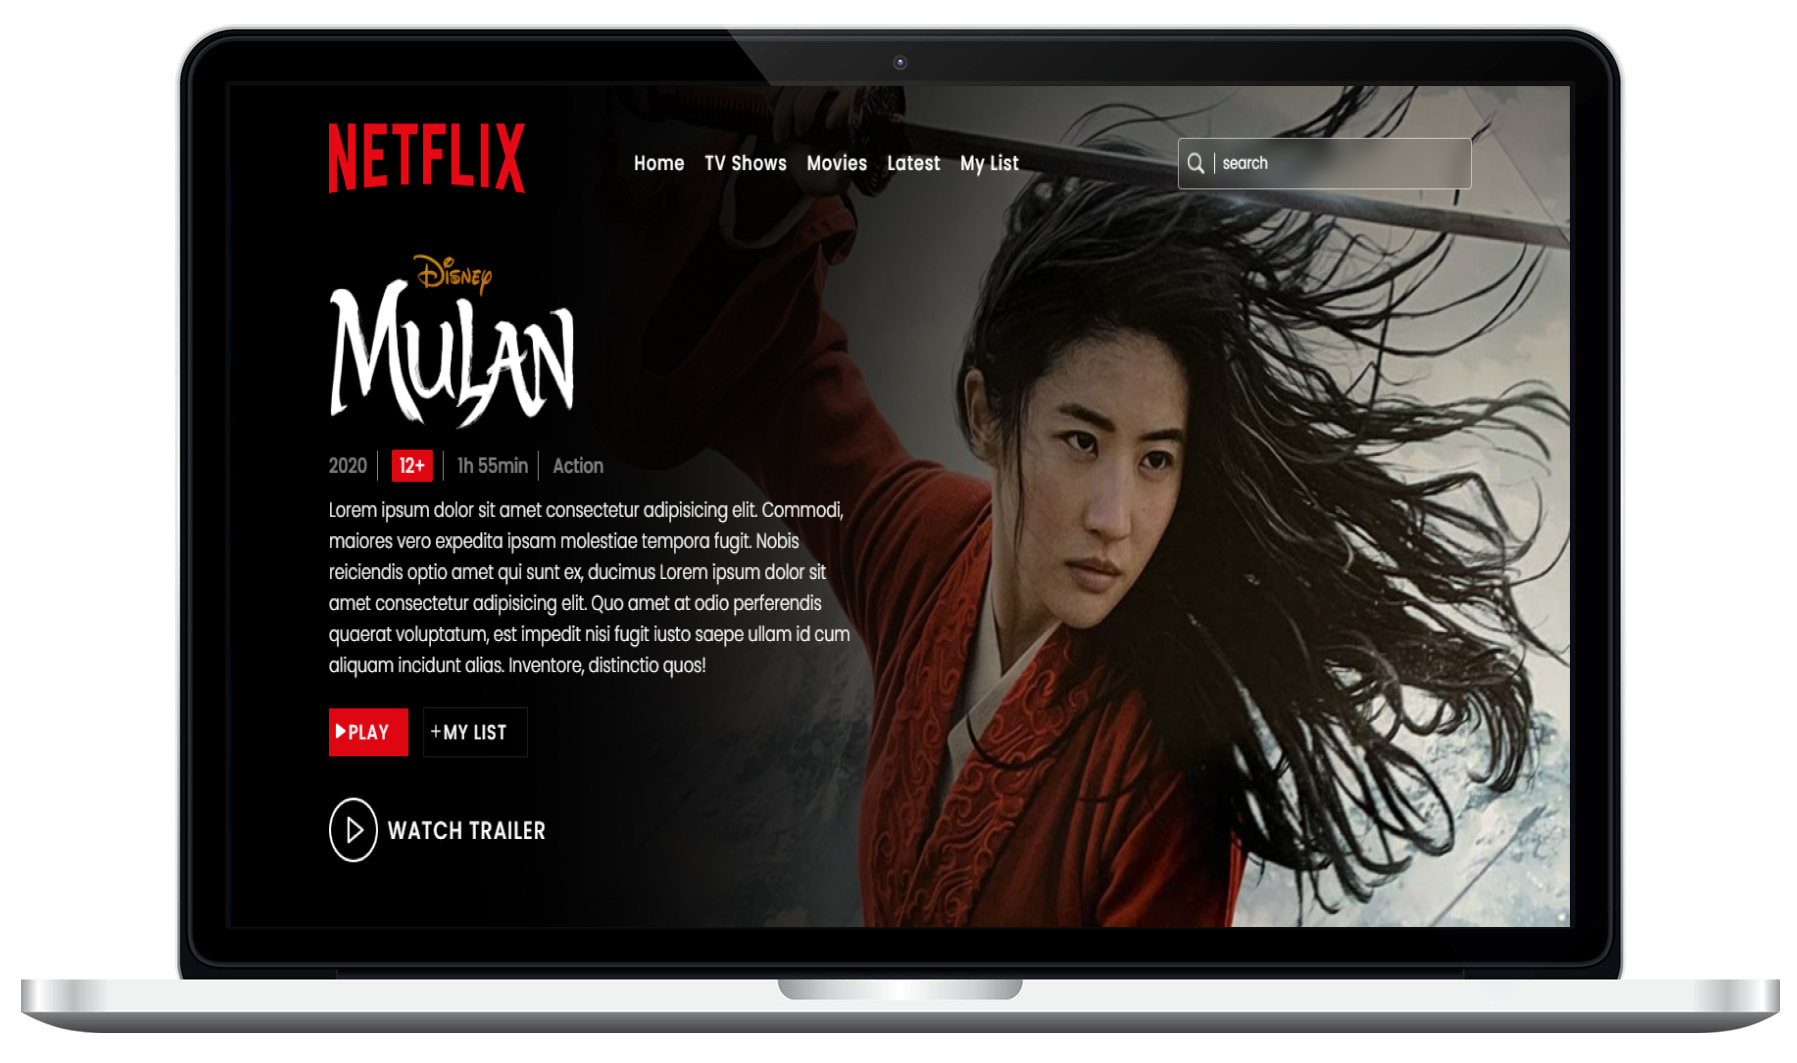 NETFLIX
Home TV Shows Movies Latest My List
search
Disney
MULAN
2020 12+ 1h 55min Action
Lorem ipsum dolor sit amet consectetur adipisicing elit. Commodi,
maiores vero expedita ipsam molestiae tempora fugit. Nobis
reiciendis optio amet qui sunt ex, ducimus Lorem ipsum dolor sit
amet consectetur adipisicing elit. Quo amet at odio perferendis
quaerat voluptatum, est impedit nisi fugit iusto saepe ullam id cum
aliquam incidunt alias. Inventore, distinctio quos!
PLAY +MY LIST
WATCH TRAILER